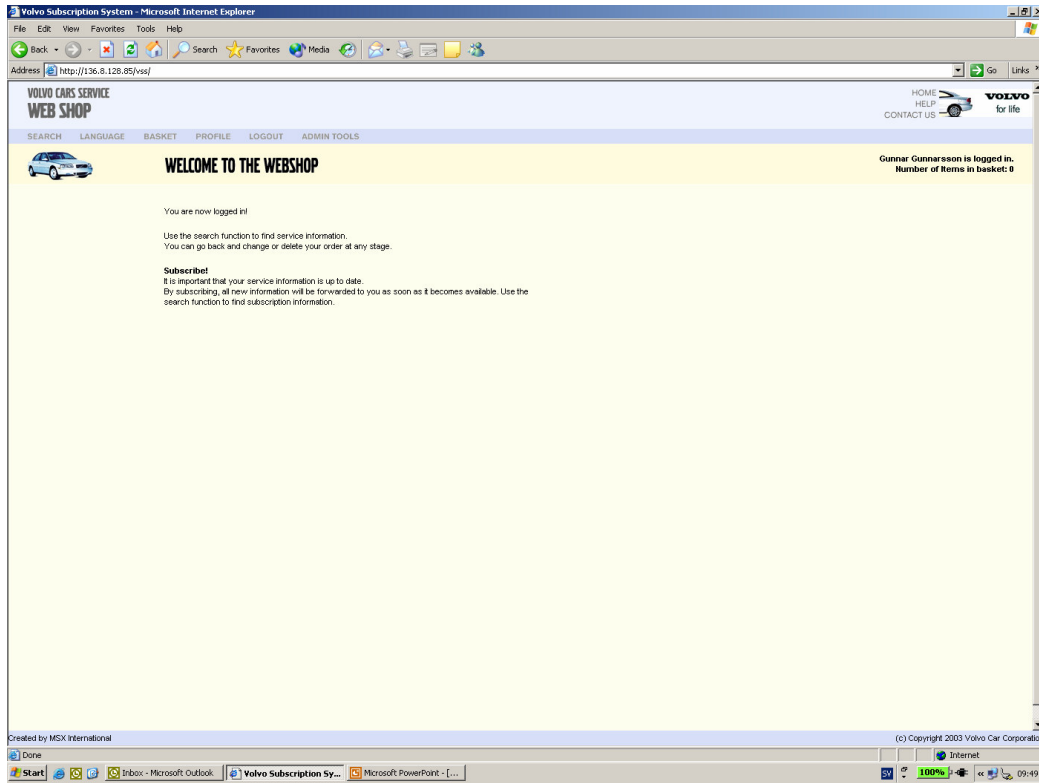 Volvo Subscription System - Microsoft Internet Explorer
File Edit View Favorites Tools Help
Back Search Favorites Media
Address http://136.8.128.85/vss/ Go Links
VOLVO CARS SERVICE
WEB SHOP
HOME
HELP
CONTACT US
VOLVO
for life
SEARCH LANGUAGE BASKET PROFILE LOGOUT ADMIN TOOLS
WELCOME TO THE WEBSHOP
Gunnar Gunnarsson is logged in.
Number of Items in basket: 0
You are now logged in!
Use the search function to find service information.
You can go back and change or delete your order at any stage.
Subscribe!
It is important that your service information is up to date.
By subscribing, all new information will be forwarded to you as soon as it becomes available. Use the
search function to find subscription information.
Created by MSX International
(c) Copyright 2003 Volvo Car Corporatio
Done
Internet
Start Inbox - Microsoft Outlook Volvo Subscription Sy... Microsoft PowerPoint - [... SV 100% 09:49